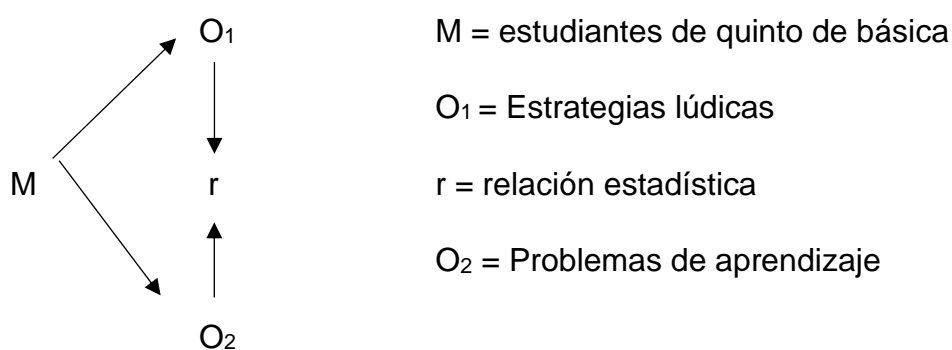 O1 M = estudiantes de quinto de básica
O1 = Estrategias lúdicas
M r r = relación estadística
O2 = Problemas de aprendizaje
O2